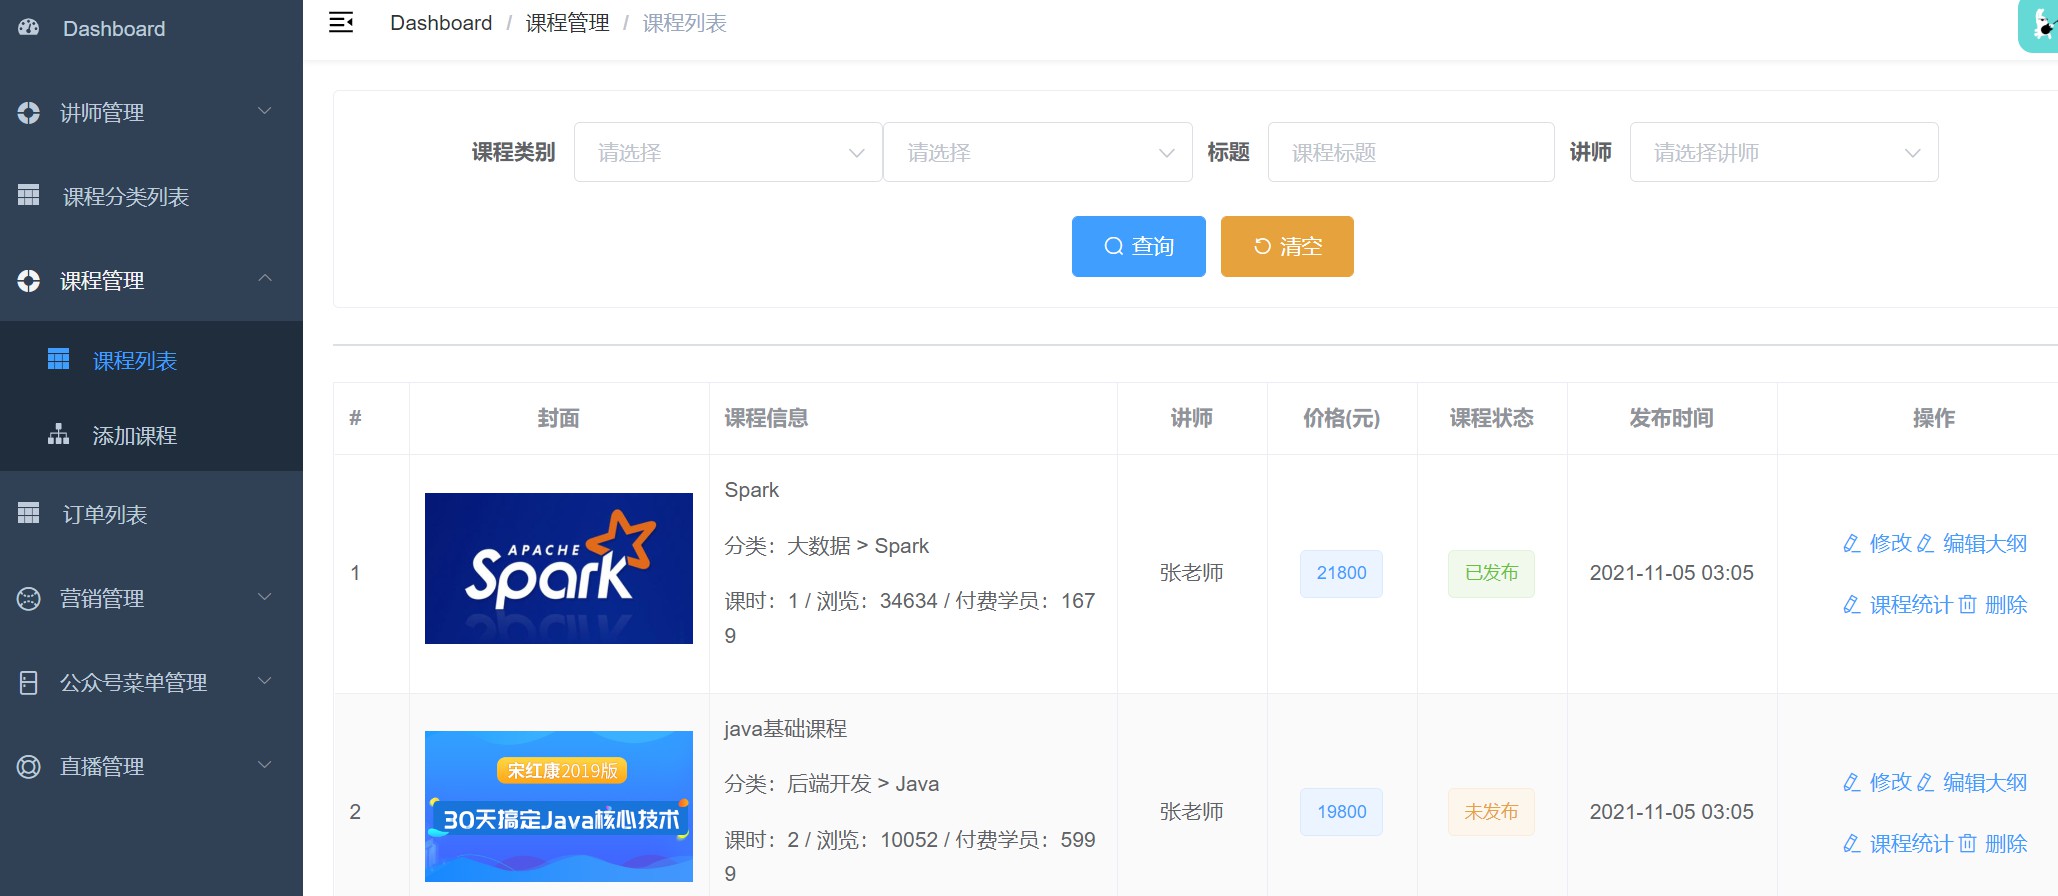 Dashboard
讲师管理
课程分类列表
课程管理
课程列表
添加课程
订单列表
营销管理
公众号菜单管理
直播管理
Dashboard / 课程管理 / 课程列表
课程类别 请选择 请选择 标题 课程标题 讲师 请选择讲师
查询 清空
# 封面 课程信息 讲师 价格(元) 课程状态 发布时间 操作
1
APACHE
Spark
Spark
分类：大数据 > Spark
课时：1 / 浏览：34634 / 付费学员：167
9
张老师
21800
已发布
2021-11-05 03:05
修改 编辑大纲
课程统计 删除
2
宋红康2019版
30天搞定Java核心技术
java基础课程
分类：后端开发 > Java
课时：2 / 浏览：10052 / 付费学员：599
9
张老师
19800
未发布
2021-11-05 03:05
修改 编辑大纲
课程统计 删除